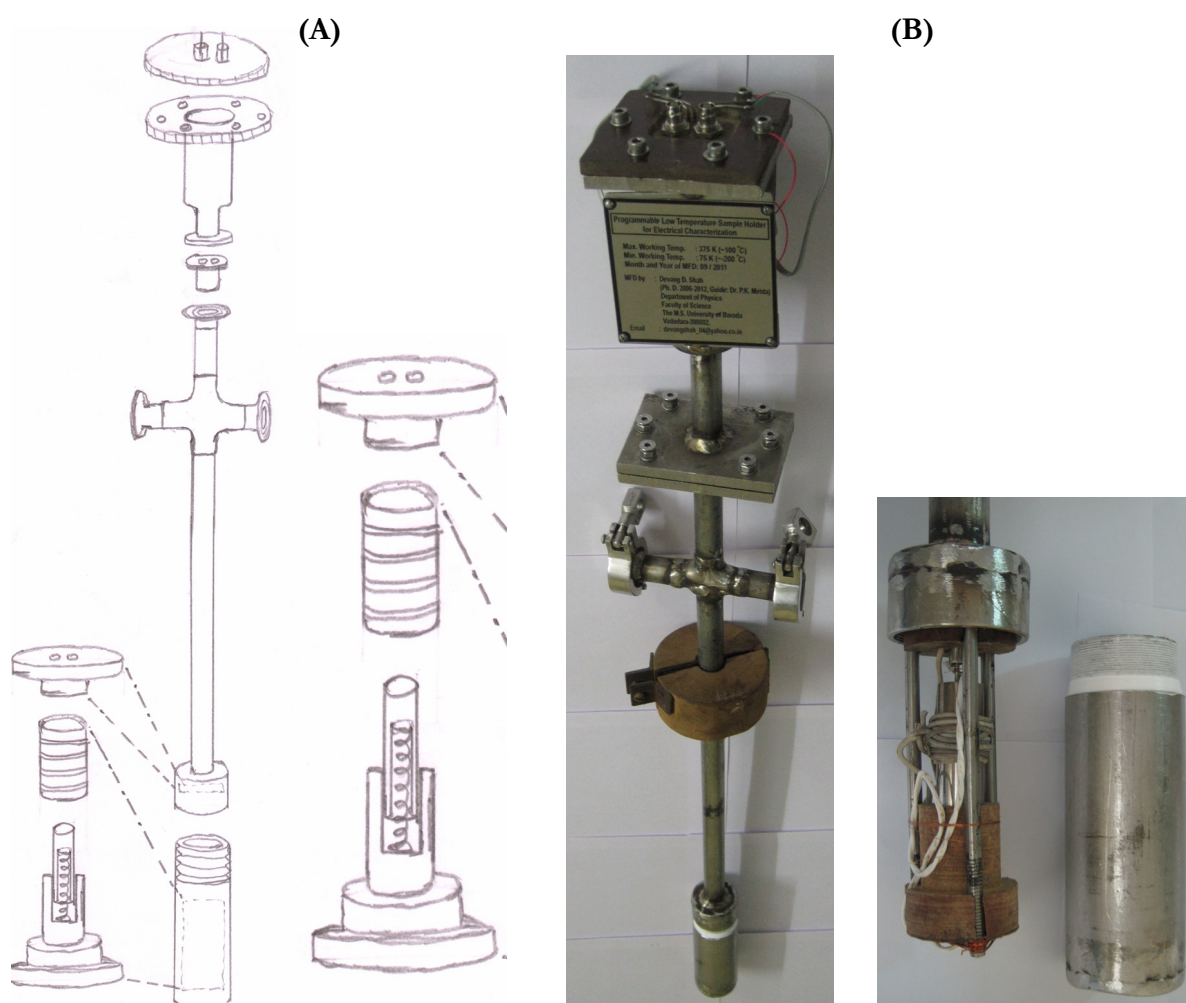 (A)
(B)
Programmable Low Temperature Sample Holder
for Electrical Characterization
Max. Working Temp. : 375 K (~100 °C)
Min. Working Temp. : 75 K (~-200 °C)
Month and Year of MFD: 09 / 2011
MFD by : Devang D. Shah
(Ph. D. 2006-2012, Guide: Dr. P.K. Mehta)
Department of Physics
Faculty of Science
The M.S. University of Baroda
Vadodara-390002,
Email :